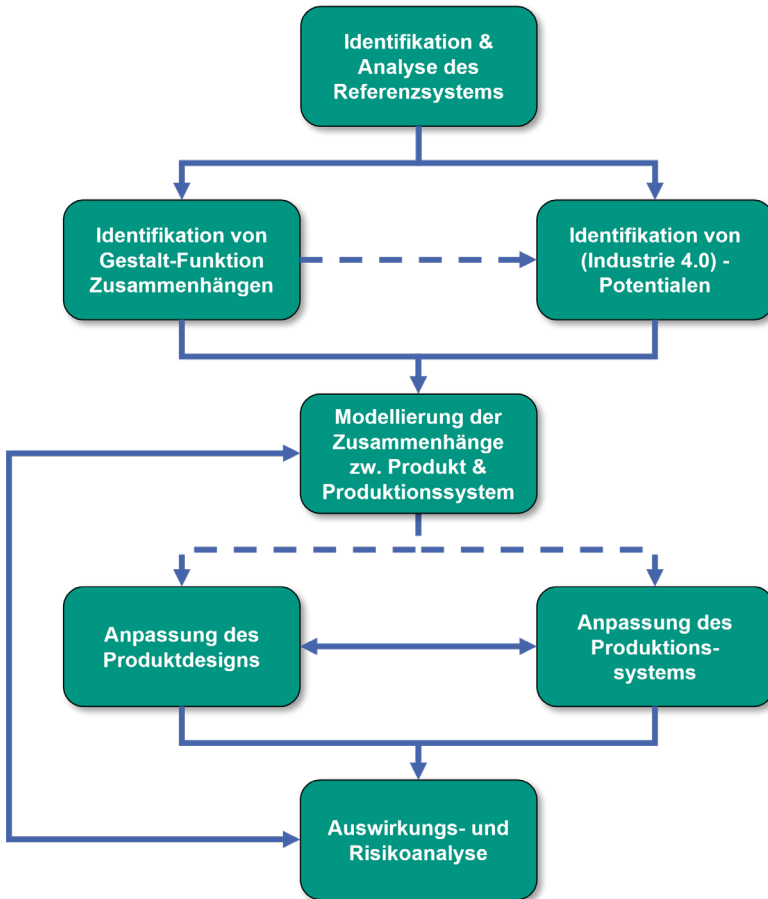 Identifikation &
Analyse des
Referenzsystems
Identifikation von
Gestalt-Funktion
Zusammenhängen
Identifikation von
(Industrie 4.0) -
Potentialen
Modellierung der
Zusammenhänge
zw. Produkt &
Produktionssystem
Anpassung des
Produktdesigns
Anpassung des
Produktions-
systems
Auswirkungs- und
Risikoanalyse